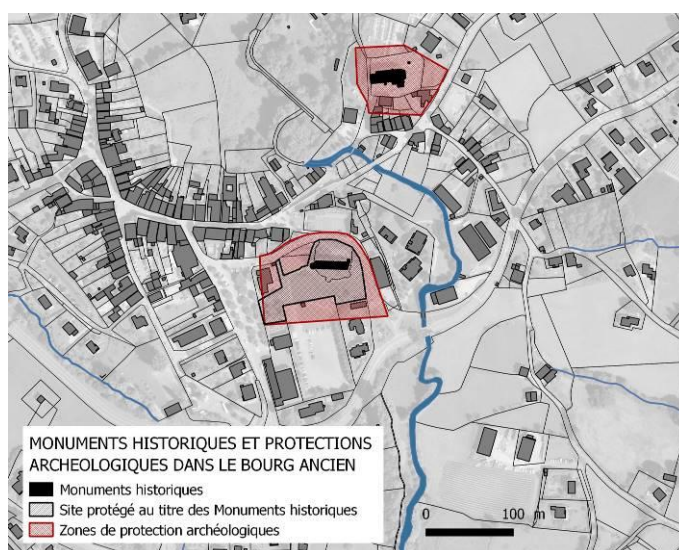 MONUMENTS HISTORIQUES ET PROTECTIONS
ARCHEOLOGIQUES DANS LE BOURG ANCIEN
Monuments historiques
Site protégé au titre des Monuments historiques
Zones de protection archéologiques
0 100 m